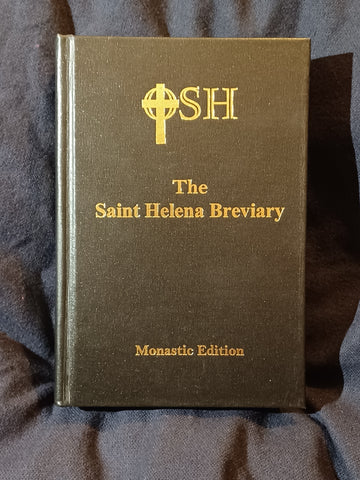 OSH
The
Saint Helena Breviary
Monastic Edition